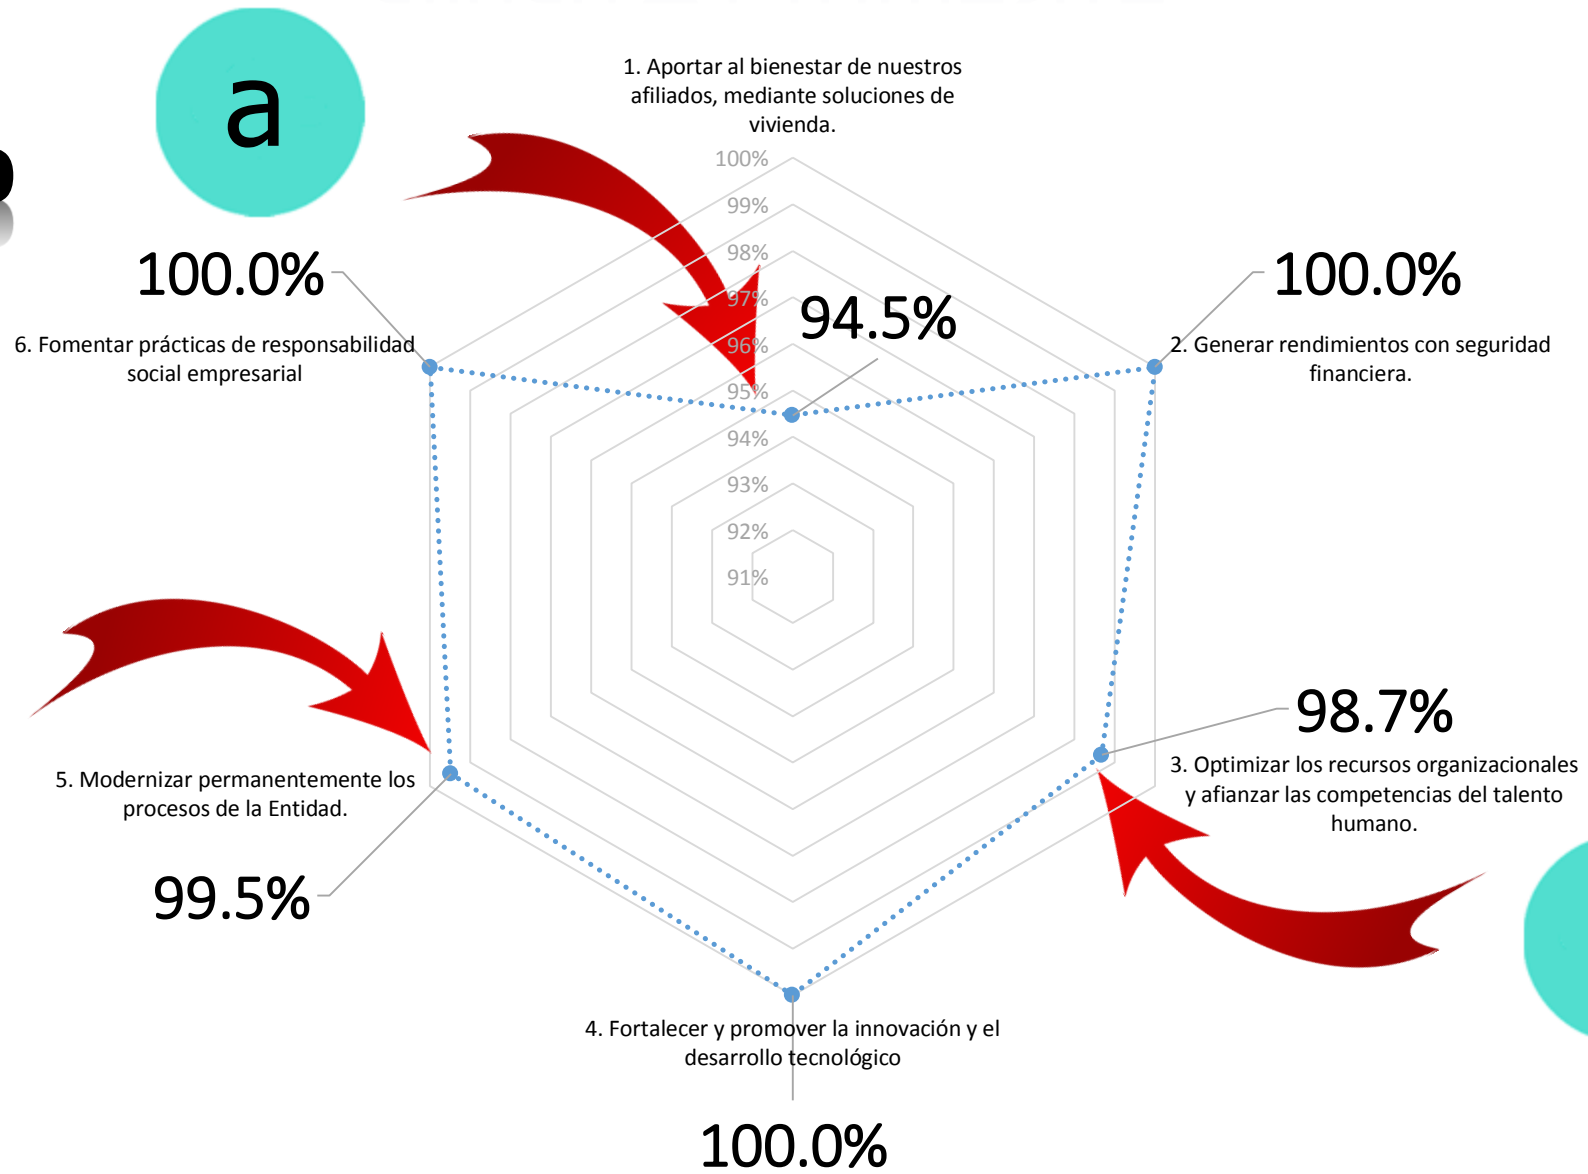 a
1. Aportar al bienestar de nuestros
afiliados, mediante soluciones de
vivienda.
100%
99%
98%
97%
96%
95%
94%
93%
92%
91%
94.5%
100.0%
2. Generar rendimientos con seguridad
financiera.
98.7%
3. Optimizar los recursos organizacionales
y afianzar las competencias del talento
humano.
4. Fortalecer y promover la innovación y el
desarrollo tecnológico
100.0%
5. Modernizar permanentemente los
procesos de la Entidad.
99.5%
100.0%
6. Fomentar prácticas de responsabilidad
social empresarial